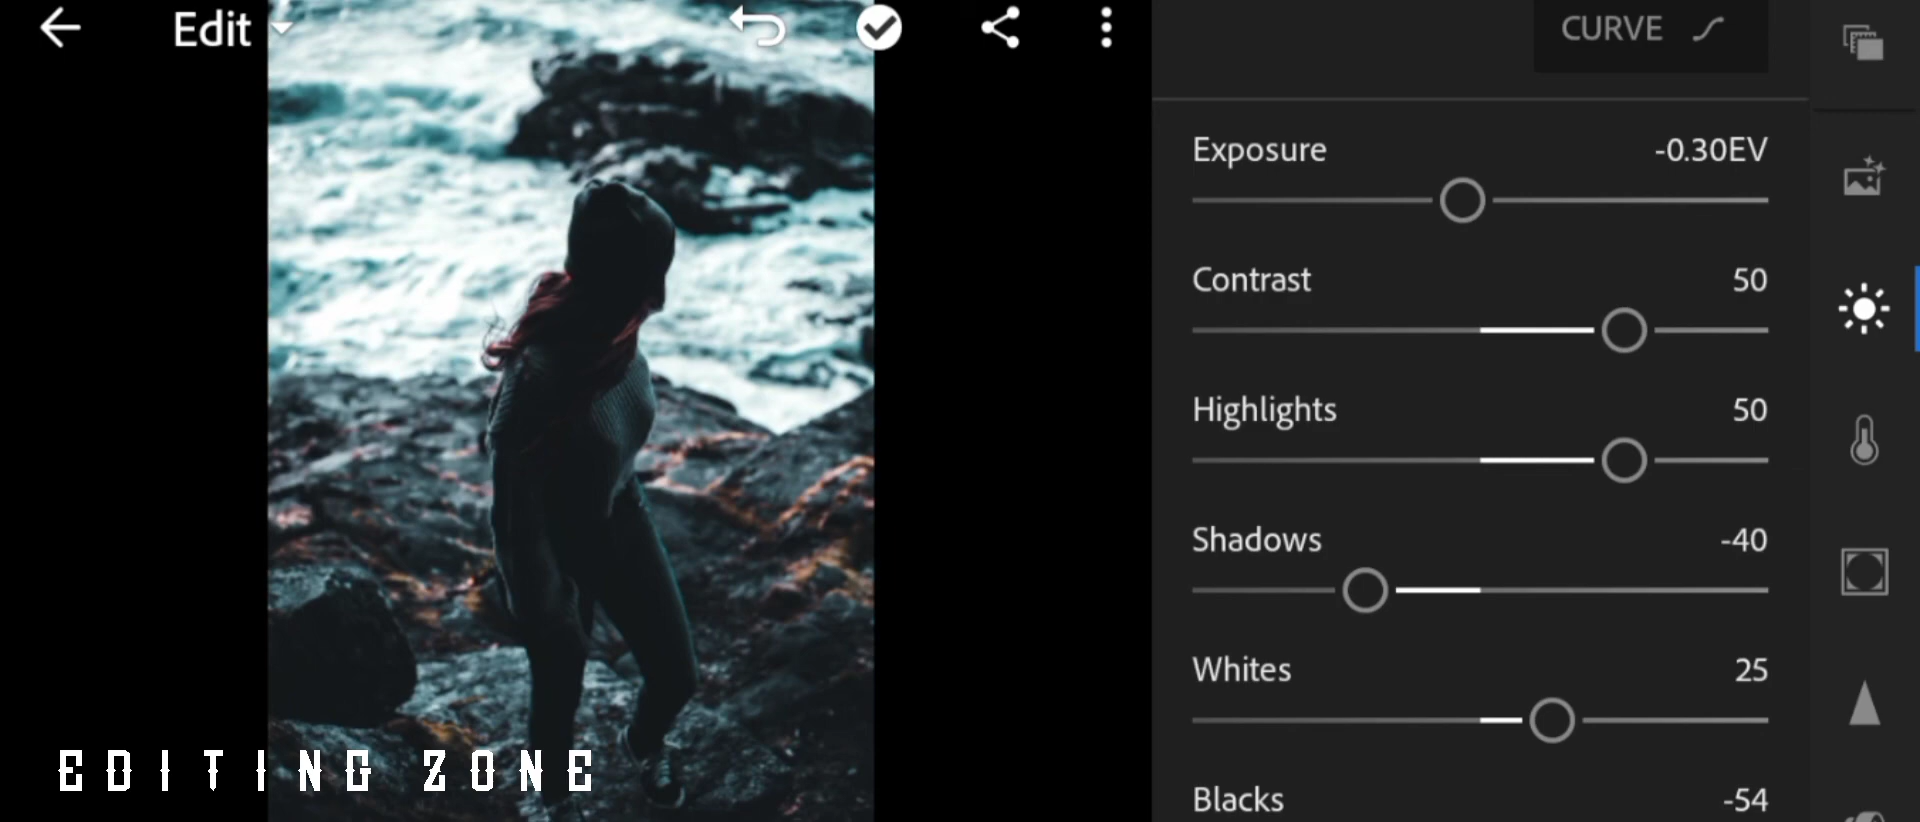 Edit
CURVE
Exposure -0.30EV
Contrast 50
Highlights 50
Shadows -40
Whites 25
Blacks -54
EDITING ZONE